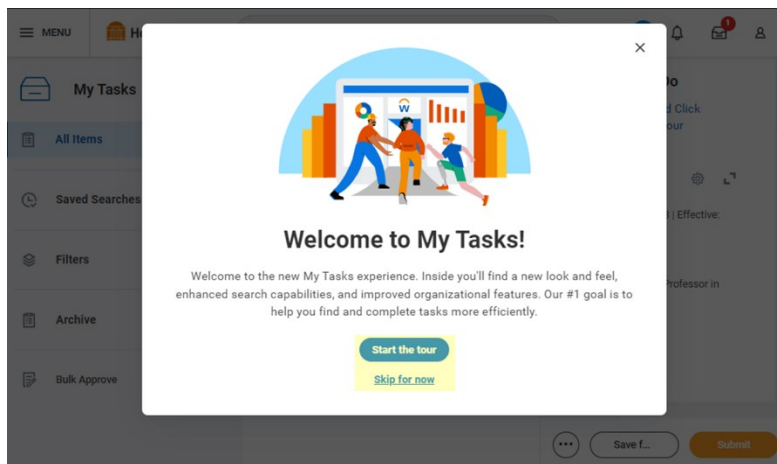 MENU
1
My Tasks
All Items
Saved Searches
Filters
Archive
Bulk Approve
W
Welcome to My Tasks!
Welcome to the new My Tasks experience. Inside you'll find a new look and feel,
enhanced search capabilities, and improved organizational features. Our #1 goal is to
help you find and complete tasks more efficiently.
Start the tour
Skip for now
Click
Effective:
Professor in
Save f...
Submit